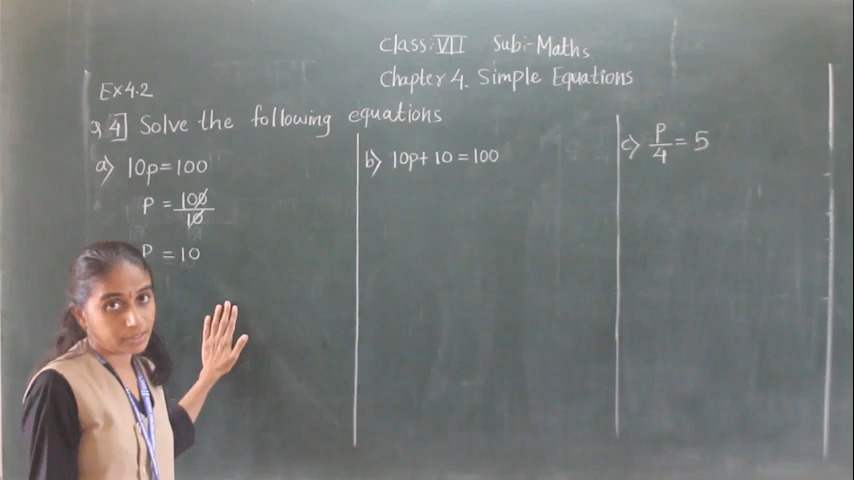 Class: VII Sub:- Maths
Chapter 4. Simple Equations
Ex 4.2
Q 4] Solve the following equations
a) 10p = 100
P = 100/10
P = 10
b) 10p + 10 = 100
c) P/4 = 5